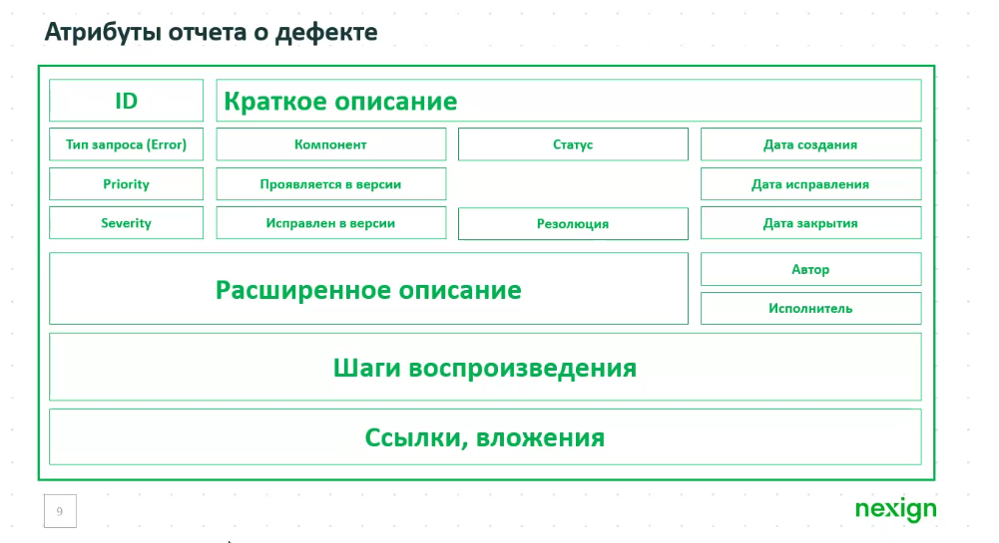 Атрибуты отчета о дефекте
ID
Краткое описание
Тип запроса (Error)
Компонент
Статус
Дата создания
Priority
Проявляется в версии
Дата исправления
Severity
Исправлен в версии
Резолюция
Дата закрытия
Расширенное описание
Автор
Исполнитель
Шаги воспроизведения
Ссылки, вложения
9
nexign